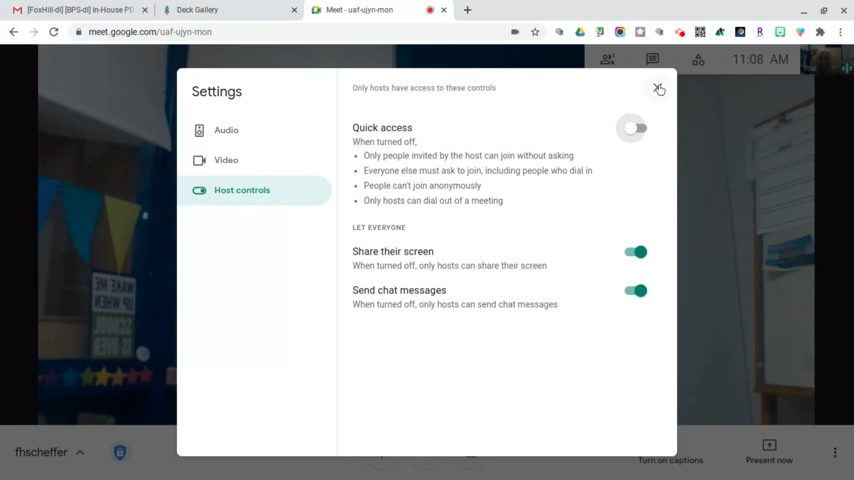 [FoxHill-dl] [BPS-dl] In-House PD
Deck Gallery
Meet - uaf-ujyn-mon
meet.google.com/uaf-ujyn-mon
11:08 AM
You
Settings
Audio
Video
Host controls
Only hosts have access to these controls
Quick access
When turned off,
• Only people invited by the host can join without asking
• Everyone else must ask to join, including people who dial in
• People can't join anonymously
• Only hosts can dial out of a meeting
LET EVERYONE
Share their screen
When turned off, only hosts can share their screen
Send chat messages
When turned off, only hosts can send chat messages
WAKE ME
UP WHEN
SCHOOL
IS OVER
fhscheffer
Turn on captions
Present now